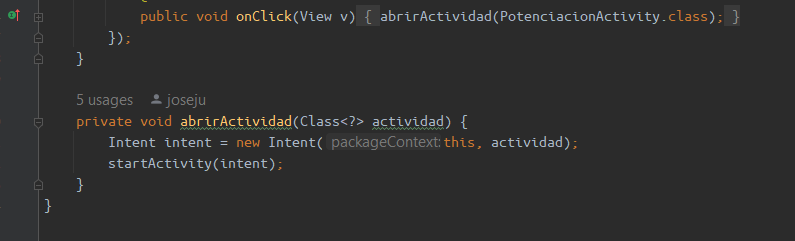 {
public void onClick(View v) { abrirActividad(PotenciacionActivity.class); }
});
}
5 usages joseju
private void abrirActividad(Class<?> actividad) {
Intent intent = new Intent( packageContext: this, actividad);
startActivity(intent);
}
}